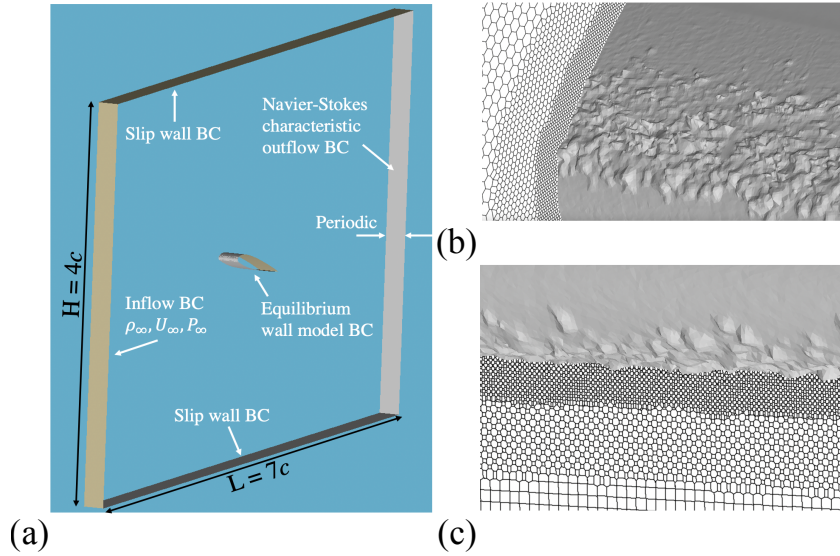 Slip wall BC
Navier-Stokes
characteristic
outflow BC
Periodic
H = 4c
Inflow BC
ρ∞, U∞, P∞
Equilibrium
wall model BC
Slip wall BC
L = 7c
(a)
(b)
(c)